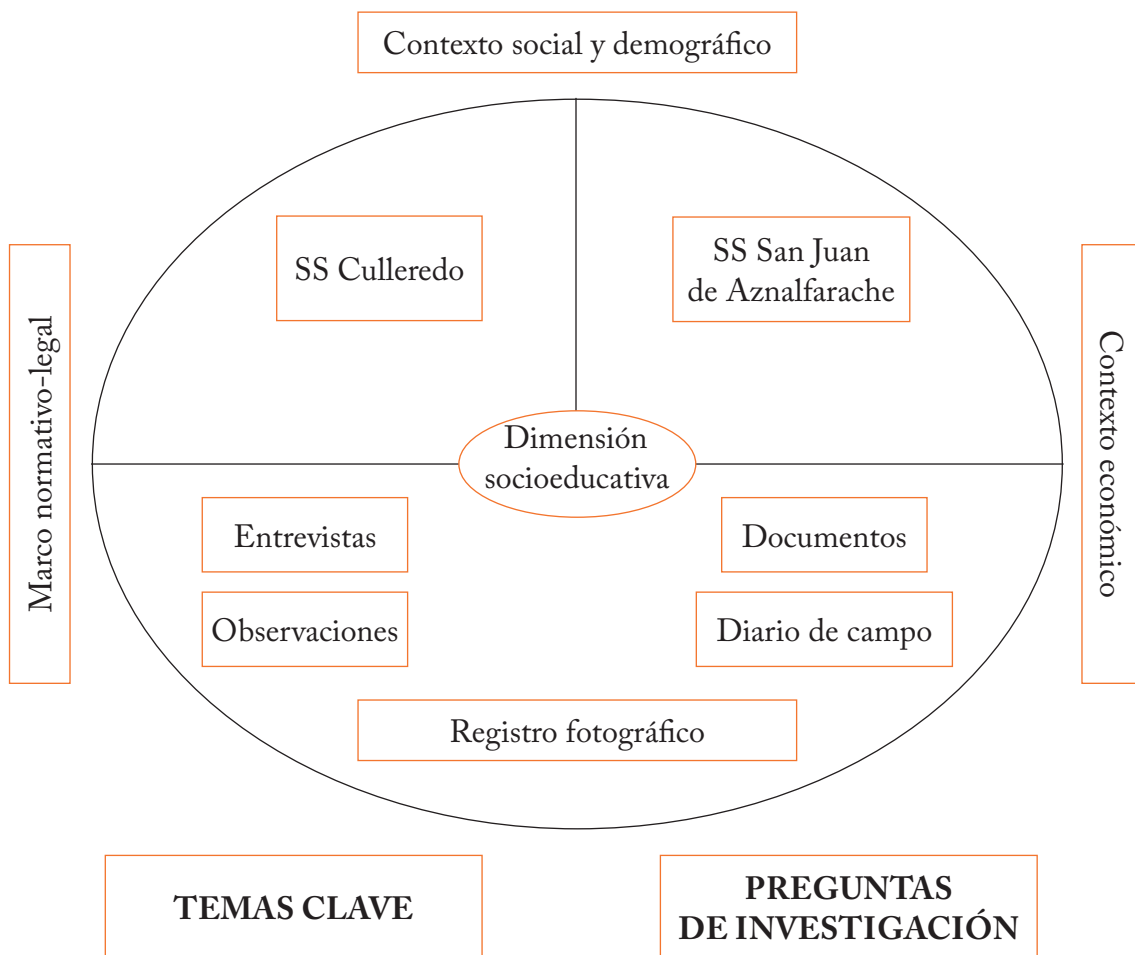 Contexto social y demográfico
SS Culleredo
SS San Juan
de Aznalfarache
Marco normativo-legal
Contexto económico
Dimensión
socioeducativa
Entrevistas
Documentos
Observaciones
Diario de campo
Registro fotográfico
TEMAS CLAVE
PREGUNTAS
DE INVESTIGACIÓN